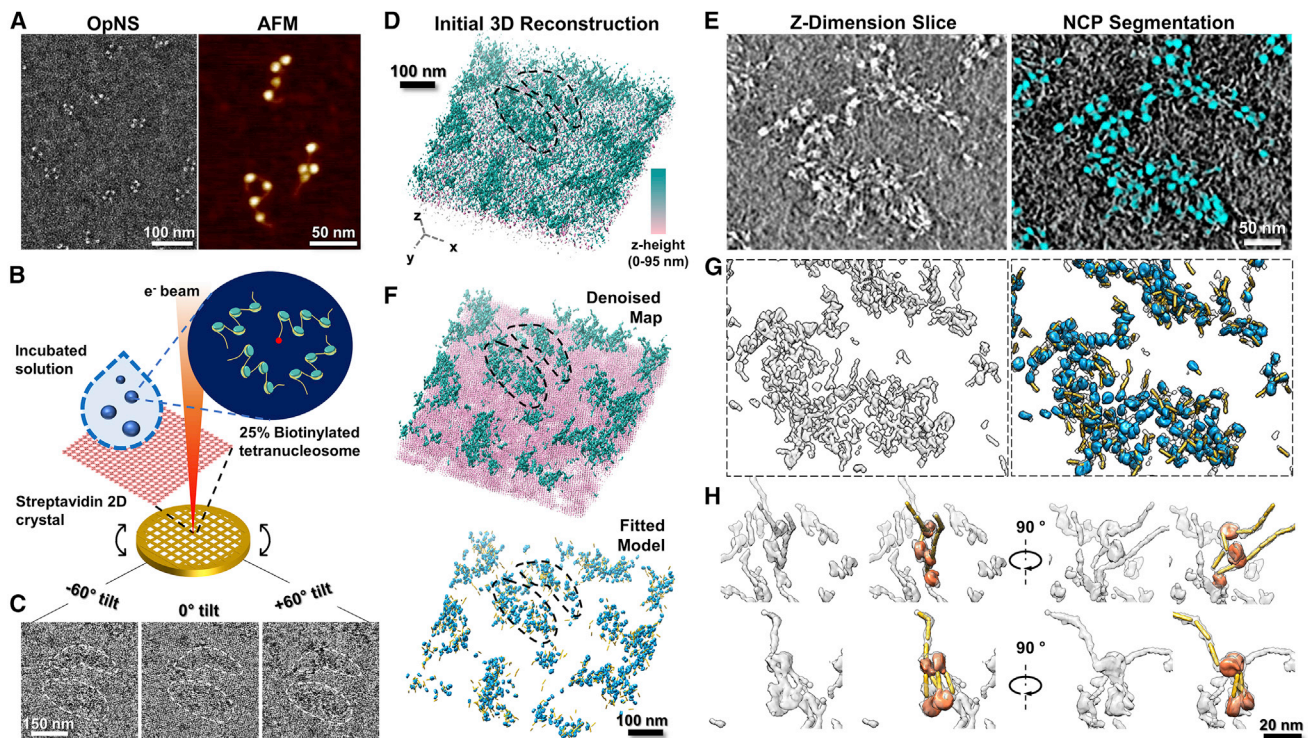 A
OpNS
AFM
100 nm
50 nm
B
e⁻ beam
Incubated
solution
25% Biotinylated
tetranucleosome
Streptavidin 2D
crystal
C
-60° tilt
0° tilt
+60° tilt
150 nm
D
Initial 3D Reconstruction
100 nm
z
y
x
z-height
(0-95 nm)
E
Z-Dimension Slice
NCP Segmentation
50 nm
F
Denoised
Map
Fitted
Model
100 nm
G
H
90 °
90 °
20 nm